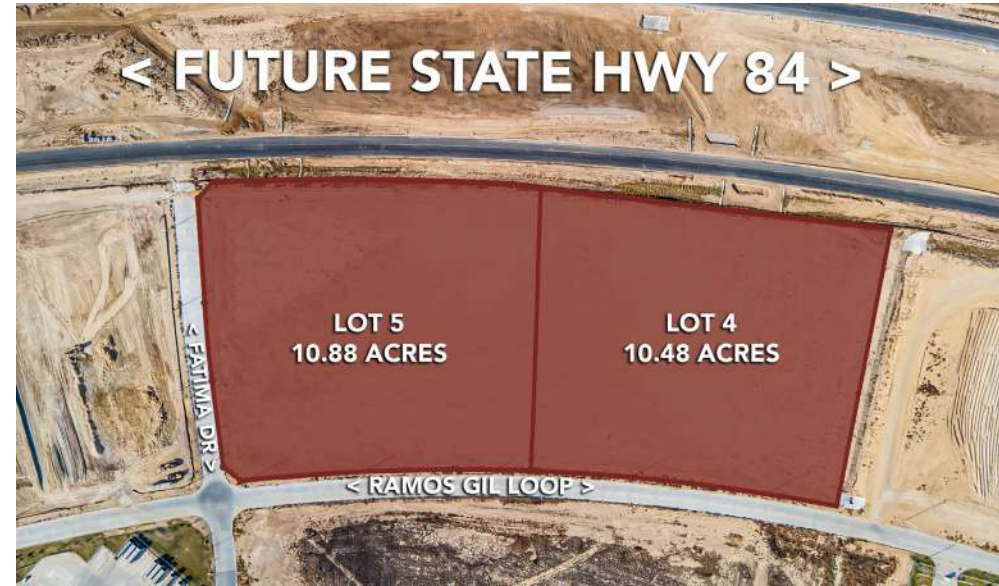 < FUTURE STATE HWY 84 >
LOT 5
10.88 ACRES
LOT 4
10.48 ACRES
< FATIMA DR >
< RAMOS GIL LOOP >